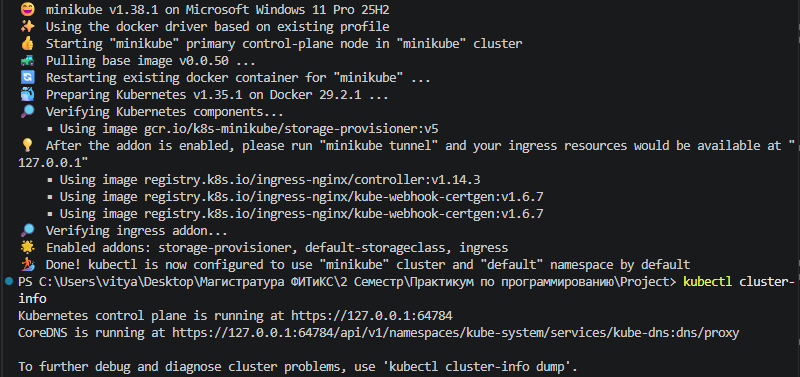 😄 minikube v1.38.1 on Microsoft Windows 11 Pro 25H2
✨ Using the docker driver based on existing profile
👍 Starting "minikube" primary control-plane node in "minikube" cluster
🚜 Pulling base image v0.0.50 ...
🔄 Restarting existing docker container for "minikube" ...
🐳 Preparing Kubernetes v1.35.1 on Docker 29.2.1 ...
🔎 Verifying Kubernetes components...
▪ Using image gcr.io/k8s-minikube/storage-provisioner:v5
💡 After the addon is enabled, please run "minikube tunnel" and your ingress resources would be available at "
127.0.0.1"
▪ Using image registry.k8s.io/ingress-nginx/controller:v1.14.3
▪ Using image registry.k8s.io/ingress-nginx/kube-webhook-certgen:v1.6.7
▪ Using image registry.k8s.io/ingress-nginx/kube-webhook-certgen:v1.6.7
🔎 Verifying ingress addon...
🌟 Enabled addons: storage-provisioner, default-storageclass, ingress
🏄 Done! kubectl is now configured to use "minikube" cluster and "default" namespace by default
PS C:\Users\vitya\Desktop\Магистратура ФИТиКС\2 Семестр\Практикум по программированию\Project> kubectl cluster-
info
Kubernetes control plane is running at https://127.0.0.1:64784
CoreDNS is running at https://127.0.0.1:64784/api/v1/namespaces/kube-system/services/kube-dns:dns/proxy

To further debug and diagnose cluster problems, use 'kubectl cluster-info dump'.